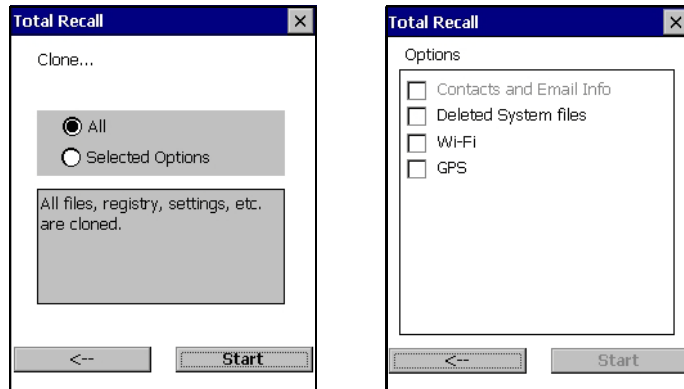 Total Recall
Clone...
All
Selected Options
All files, registry, settings, etc.
are cloned.
<--
Start
Total Recall
Options
Contacts and Email Info
Deleted System files
Wi-Fi
GPS
<--
Start